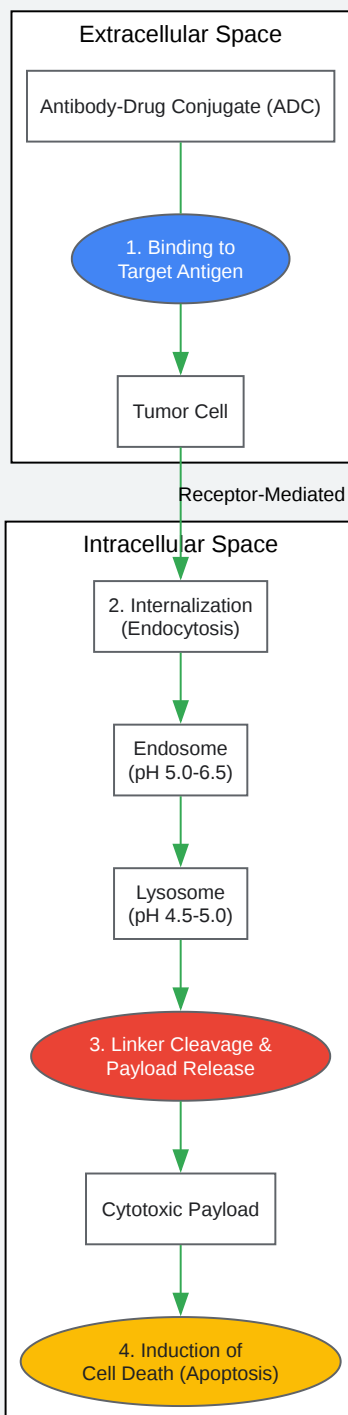 Extracellular Space
Antibody-Drug Conjugate (ADC)
1. Binding to
Target Antigen
Tumor Cell
Receptor-Mediated
Intracellular Space
2. Internalization
(Endocytosis)
Endosome
(pH 5.0-6.5)
Lysosome
(pH 4.5-5.0)
3. Linker Cleavage &
Payload Release
Cytotoxic Payload
4. Induction of
Cell Death (Apoptosis)